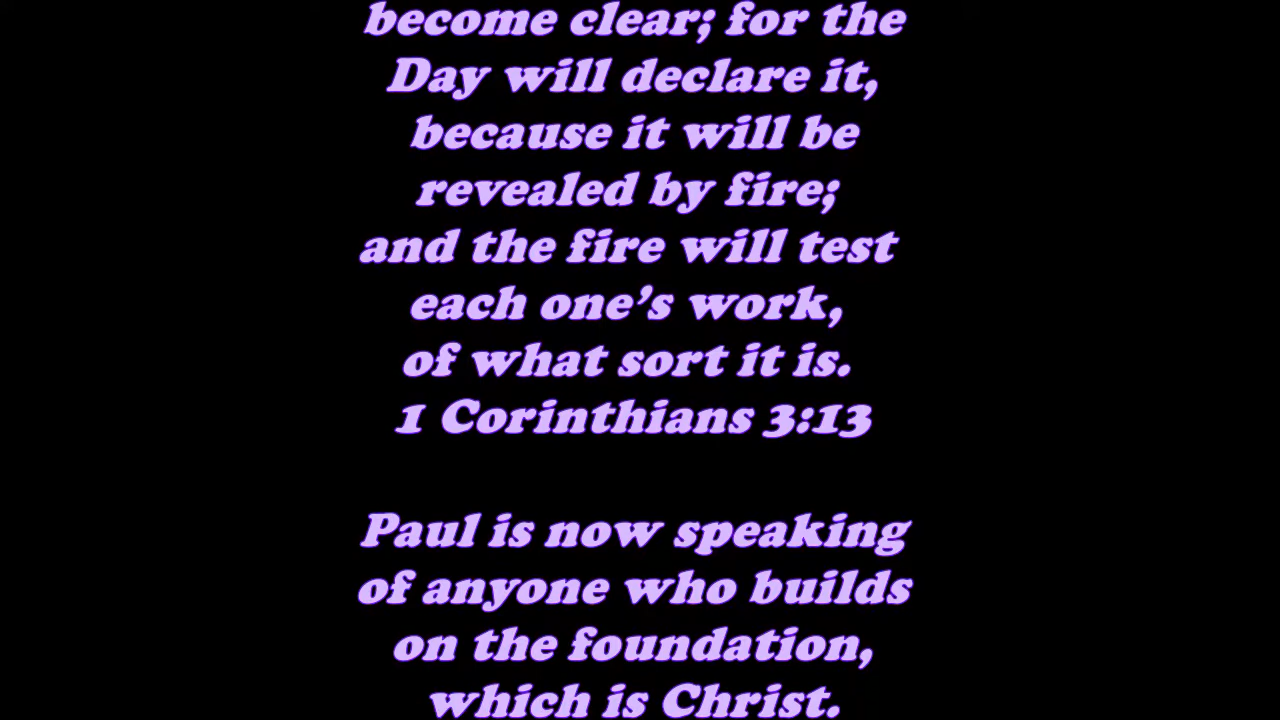 become clear; for the
Day will declare it,
because it will be
revealed by fire;
and the fire will test
each one’s work,
of what sort it is.
1 Corinthians 3:13
Paul is now speaking
of anyone who builds
on the foundation,
which is Christ.